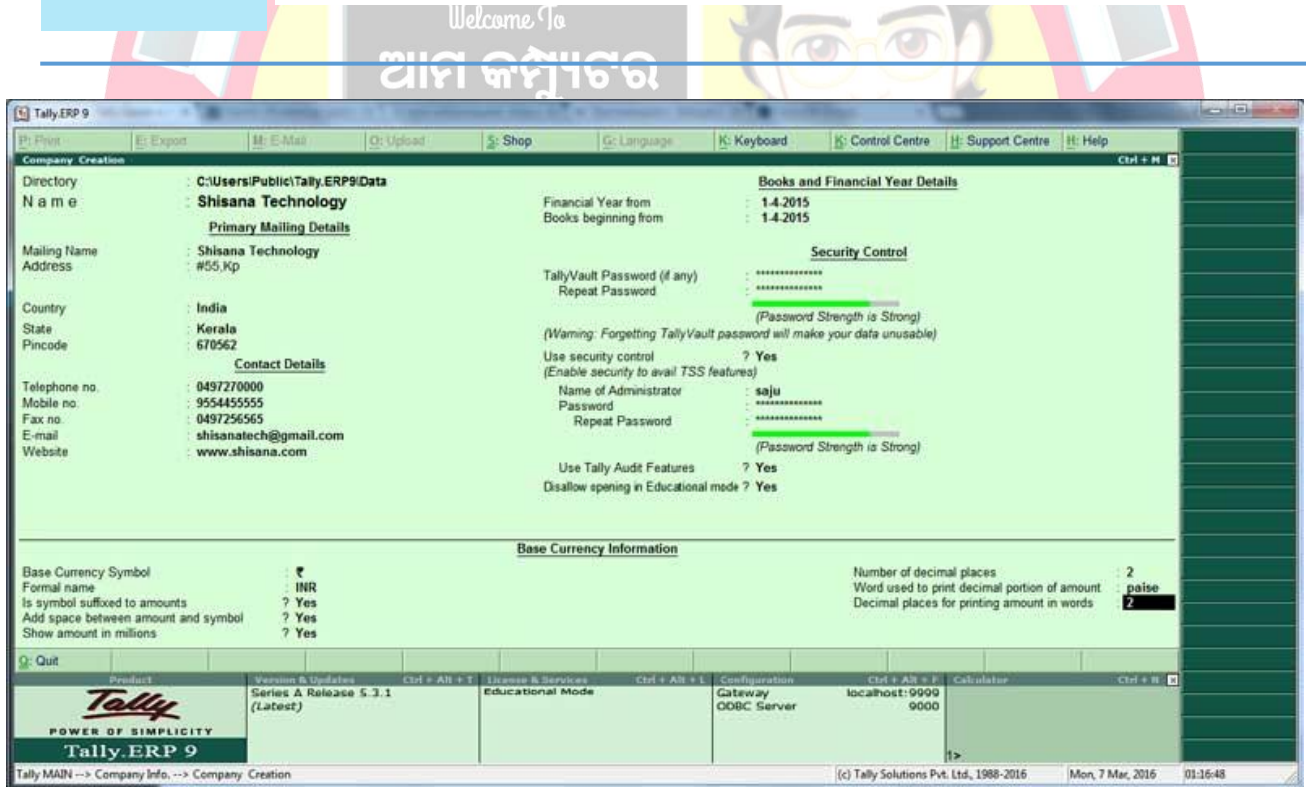 Welcome To
ଆମ କମ୍ପ୍ୟୁଟର
Tally.ERP 9
P: Print E: Export M: E-Mail O: Upload S: Shop G: Language K: Keyboard K: Control Centre H: Support Centre H: Help
Company Creation Ctrl + M
Directory : C:\Users\Public\Tally.ERP9\Data
Name : Shisana Technology
Primary Mailing Details
Mailing Name : Shisana Technology
Address : #55,Kp
Country : India
State : Kerala
Pincode : 670562
Contact Details
Telephone no. : 0497270000
Mobile no. : 9554455555
Fax no. : 0497256565
E-mail : shisanatech@gmail.com
Website : www.shisana.com
Books and Financial Year Details
Financial Year from : 1-4-2015
Books beginning from : 1-4-2015
Security Control
TallyVault Password (if any) : **************
Repeat Password : **************
(Password Strength is Strong)
(Warning: Forgetting TallyVault password will make your data unusable)
Use security control ? Yes
(Enable security to avail TSS features)
Name of Administrator : saju
Password : **************
Repeat Password : **************
(Password Strength is Strong)
Use Tally Audit Features ? Yes
Disallow opening in Educational mode ? Yes
Base Currency Information
Base Currency Symbol : ₹
Formal name : INR
Is symbol suffixed to amounts ? Yes
Add space between amount and symbol ? Yes
Show amount in millions ? Yes
Number of decimal places : 2
Word used to print decimal portion of amount : paise
Decimal places for printing amount in words : 2
Q: Quit
Product
Tally
POWER OF SIMPLICITY
Tally.ERP 9
Version & Updates Ctrl + Alt + T
Series A Release 5.3.1
(Latest)
License & Services Ctrl + Alt + L
Educational Mode
Configuration Ctrl + Alt + F
Gateway localhost:9999
ODBC Server 9000
Calculator Ctrl + N
1>
Tally MAIN --> Company Info. --> Company Creation (c) Tally Solutions Pvt. Ltd., 1988-2016 Mon, 7 Mar, 2016 01:16:48